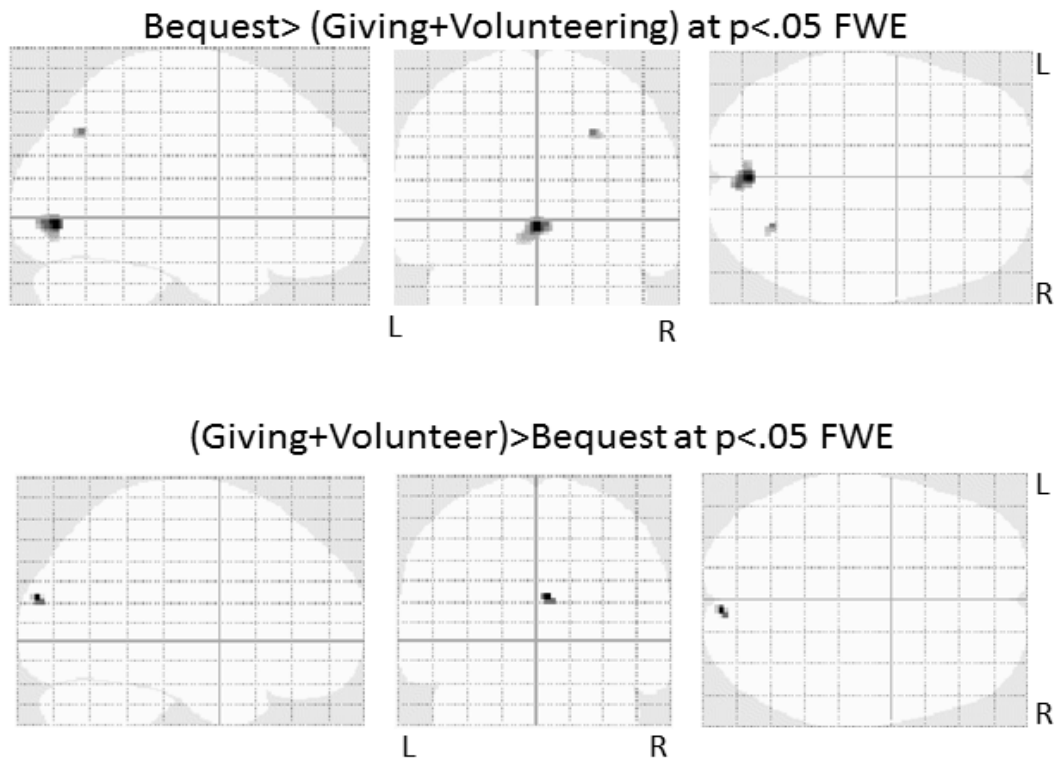 Bequest> (Giving+Volunteering) at p<.05 FWE
L
R
L
R
(Giving+Volunteer)>Bequest at p<.05 FWE
L
R
L
R